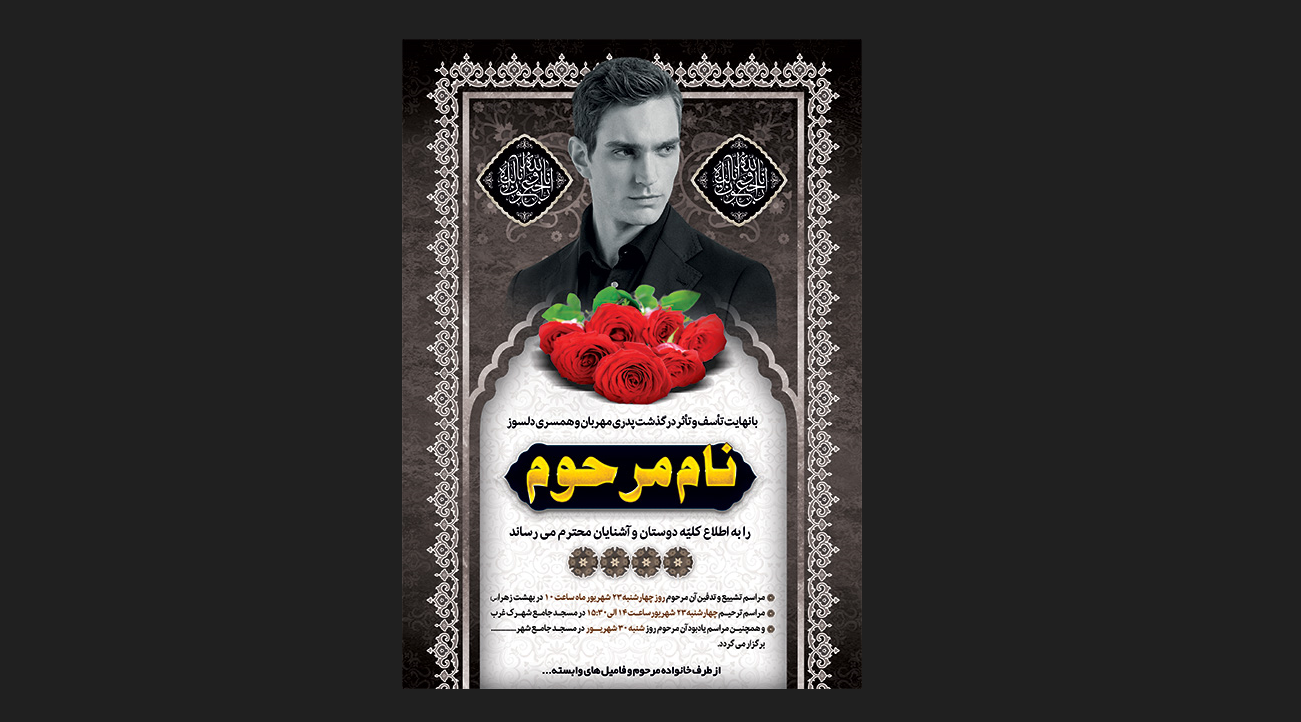 انا لله و انا الیه راجعون
انا لله و انا الیه راجعون
با نهایت تأسف و تأثر در گذشت پدری مهربان و همسری دلسوز
نام مرحوم
را به اطلاع کلیّه دوستان و آشنایان محترم می رساند
مراسم تشییع و تدفین آن مرحوم روز چهارشنبه ۲۳ شهریور ماه ساعت ۱۰ در بهشت زهرا(س)
مراسم ترحیم چهارشنبه ۲۳ شهریور ساعت ۱۴ الی ۱۵:۳۰ در مسجد جامع شهرک غرب
و همچنین مراسم یادبود آن مرحوم روز شنبه ۳۰ شهریور در مسجد جامع شهر ــــــــــ
برگزار می گردد.
از طرف خانواده مرحوم و فامیل های وابسته...